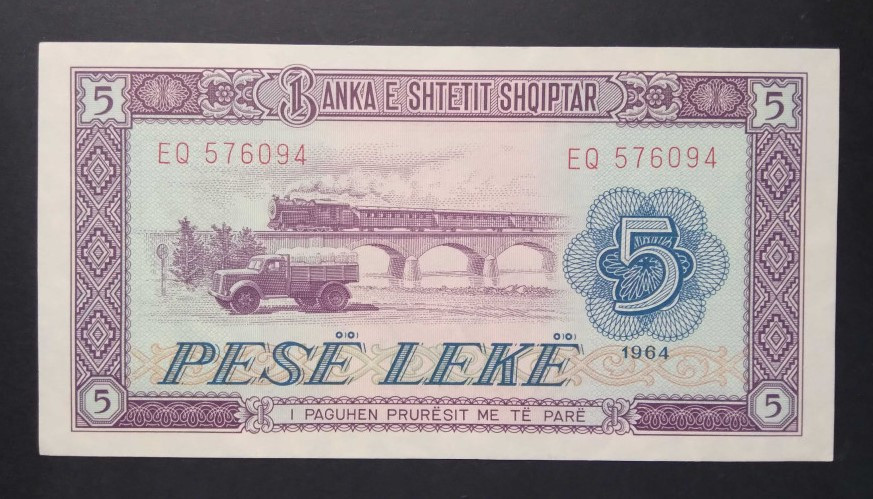 5 BANKA E SHTETIT SHQIPTAR 5
EQ 576094 EQ 576094
5
PESË LEKË 1964
5 I PAGUHEN PRURËSIT ME TË PARË 5